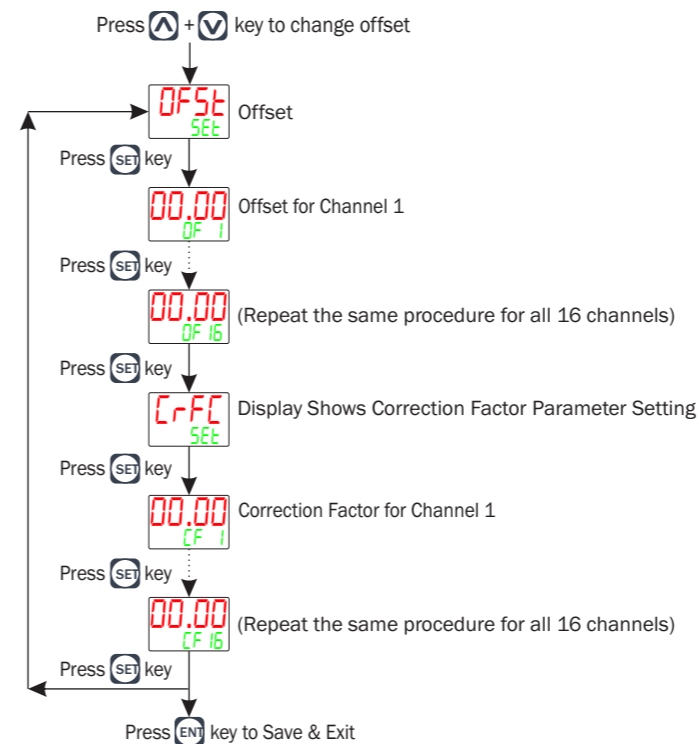 Press + key to change offset
OFSt
SEt
Offset
Press SET key
00.00
OF 1
Offset for Channel 1
Press SET key
00.00
OF 16
(Repeat the same procedure for all 16 channels)
Press SET key
CrFC
SEt
Display Shows Correction Factor Parameter Setting
Press SET key
00.00
CF 1
Correction Factor for Channel 1
Press SET key
00.00
CF 16
(Repeat the same procedure for all 16 channels)
Press SET key
Press ENT key to Save & Exit